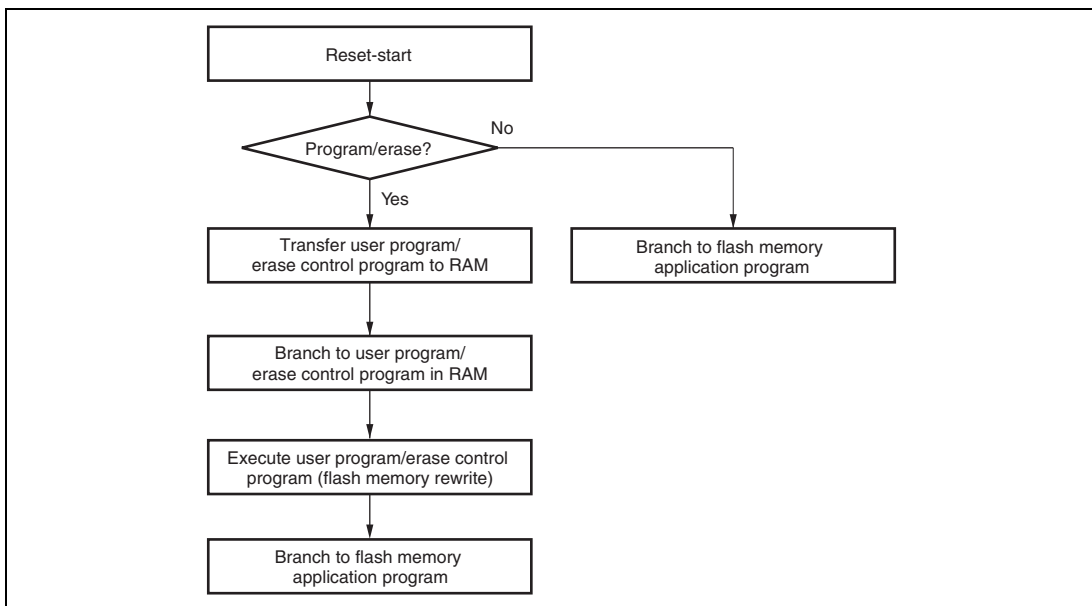 Reset-start
Program/erase?
No
Yes
Transfer user program/
erase control program to RAM
Branch to flash memory
application program
Branch to user program/
erase control program in RAM
Execute user program/erase control
program (flash memory rewrite)
Branch to flash memory
application program